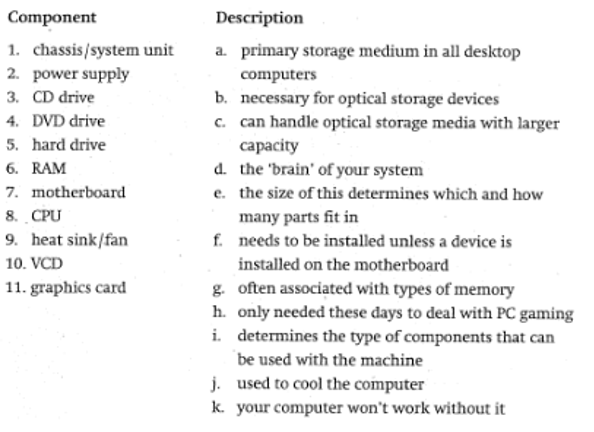 Component
1. chassis/system unit
2. power supply
3. CD drive
4. DVD drive
5. hard drive
6. RAM
7. motherboard
8. CPU
9. heat sink/fan
10. VCD
11. graphics card
Description
a. primary storage medium in all desktop
computers
b. necessary for optical storage devices
c. can handle optical storage media with larger
capacity
d. the 'brain' of your system
e. the size of this determines which and how
many parts fit in
f. needs to be installed unless a device is
installed on the motherboard
g. often associated with types of memory
h. only needed these days to deal with PC gaming
i. determines the type of components that can
be used with the machine
j. used to cool the computer
k. your computer won't work without it